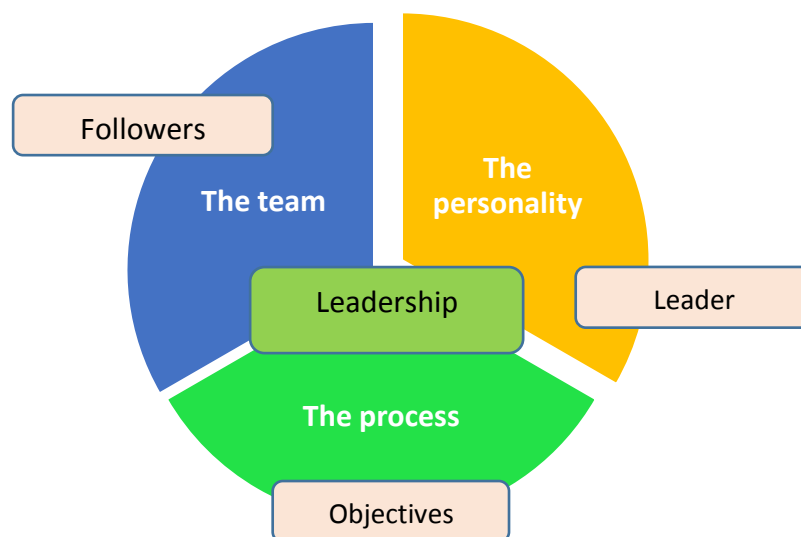 Followers
The team
The
personality
Leadership
Leader
The process
Objectives